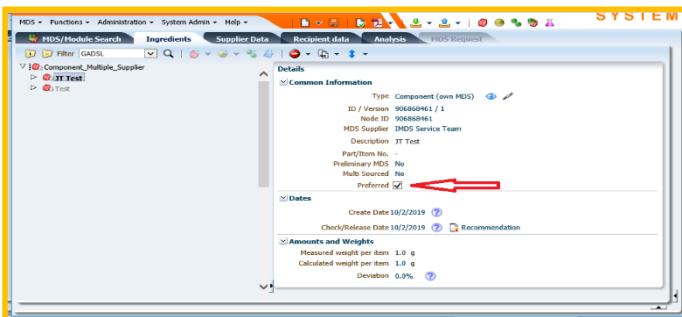 SYSTEM
MDS Functions Administration System Admin Help
MDS/Module Search Ingredients Supplier Data Recipient data Analysis MDS Request
Filter GADSL
Component_Multiple_Supplier
JT Test
Test
Details
Common Information
Type Component (own MDS)
ID / Version 906868461 / 1
Node ID 906868461
MDS Supplier IMDS Service Team
Description JT Test
Part/Item No. -
Preliminary MDS No
Multi Sourced No
Preferred
Dates
Create Date 10/2/2019
Check/Release Date 10/2/2019 Recommendation
Amounts and Weights
Measured weight per item 1.0 g
Calculated weight per item 1.0 g
Deviation 0.0%